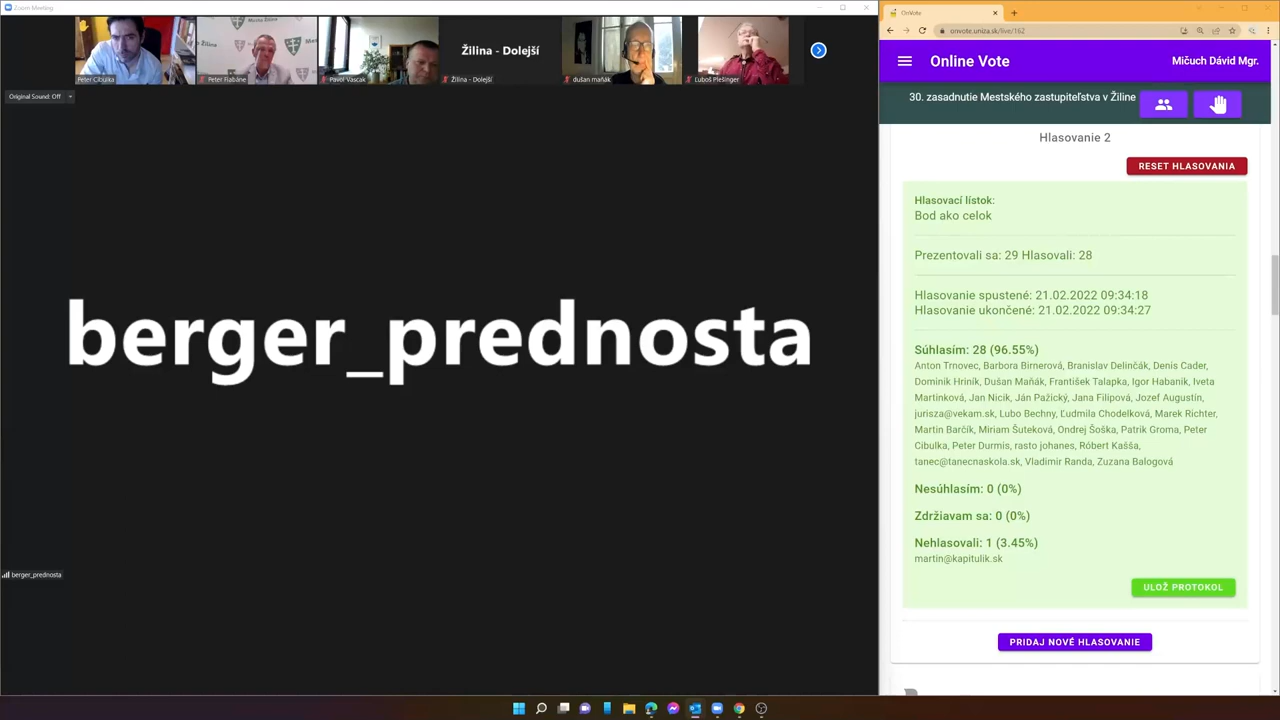 Zoom Meeting
Žilina - Dolejší
Peter Cibulka
Peter Fiabáne
Pavol Vascak
Žilina - Dolejší
dušan maňák
Ľuboš Plešinger
Original Sound: Off
berger_prednosta
berger_prednosta
OnVote
onvote.uniza.sk/live/162
Online Vote
Mičuch Dávid Mgr.
30. zasadnutie Mestského zastupiteľstva v Žiline
Hlasovanie 2
RESET HLASOVANIA
Hlasovací lístok:
Bod ako celok
Prezentovali sa: 29 Hlasovali: 28
Hlasovanie spustené: 21.02.2022 09:34:18
Hlasovanie ukončené: 21.02.2022 09:34:27
Súhlasím: 28 (96.55%)
Anton Trnovec, Barbora Birnerová, Branislav Delinčák, Denis Cader,
Dominik Hriník, Dušan Maňák, František Talapka, Igor Habaník, Iveta
Martinková, Jan Nicik, Ján Pažický, Jana Filipová, Jozef Augustín,
jurisza@vekam.sk, Lubo Bechny, Ľudmila Chodelková, Marek Richter,
Martin Barčík, Miriam Šuteková, Ondrej Šoška, Patrik Groma, Peter
Cibulka, Peter Durmis, rasto johanes, Róbert Kašša,
tanec@tanecnaskola.sk, Vladimir Randa, Zuzana Balogová
Nesúhlasím: 0 (0%)
Zdržiavam sa: 0 (0%)
Nehlasovali: 1 (3.45%)
martin@kapitulik.sk
ULOŽ PROTOKOL
PRIDAJ NOVÉ HLASOVANIE